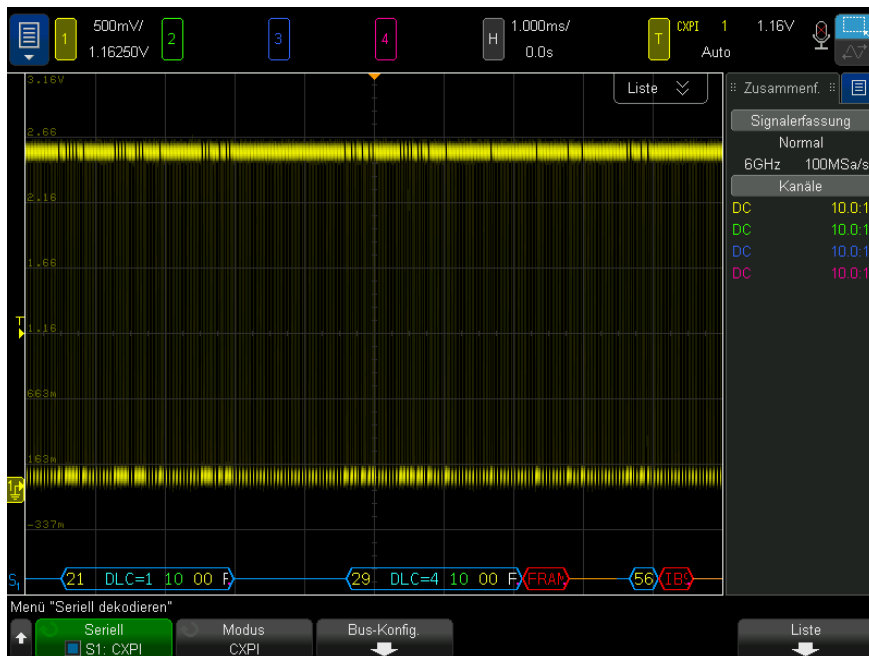 1 500mV/ 1.16250V 2 3 4 H 1.000ms/ 0.0s T CXPI 1 1.16V Auto
3.16V
2.66
2.16
1.66
1.16
663m
163m
-337m
T
1
Liste
Zusammenf.
Signalerfassung
Normal
6GHz 100MSa/s
Kanäle
DC 10.0:1
DC 10.0:1
DC 10.0:1
DC 10.0:1
S1 21 DLC=1 10 00 F 29 DLC=4 10 00 F FRAM 56 IBS
Menü "Seriell dekodieren"
Seriell Modus Bus-Konfig. Liste
S1: CXPI CXPI